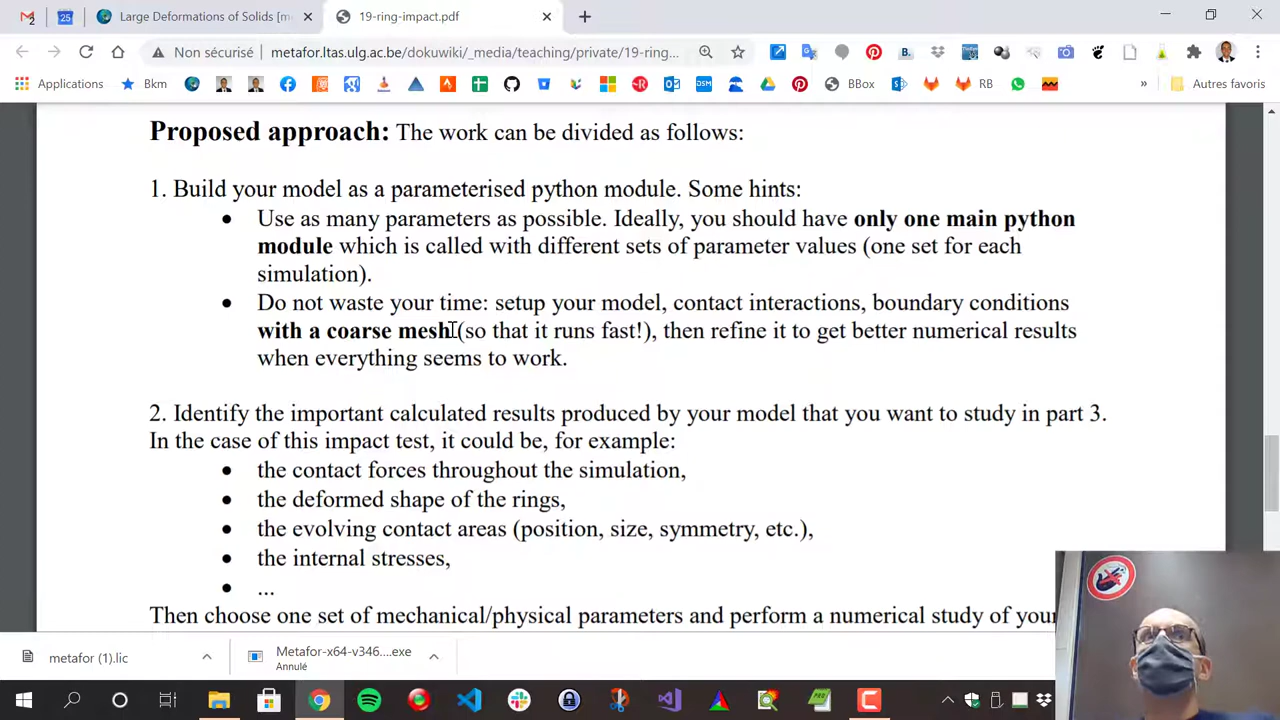 Large Deformations of Solids [m
19-ring-impact.pdf
Non sécurisé
metafor.ltas.ulg.ac.be/dokuwiki/_media/teaching/private/19-ring...
Applications
Bkm
BBox
RB
Autres favoris
Proposed approach: The work can be divided as follows:
1. Build your model as a parameterised python module. Some hints:
• Use as many parameters as possible. Ideally, you should have only one main python
module which is called with different sets of parameter values (one set for each
simulation).
• Do not waste your time: setup your model, contact interactions, boundary conditions
with a coarse mesh (so that it runs fast!), then refine it to get better numerical results
when everything seems to work.
2. Identify the important calculated results produced by your model that you want to study in part 3.
In the case of this impact test, it could be, for example:
• the contact forces throughout the simulation,
• the deformed shape of the rings,
• the evolving contact areas (position, size, symmetry, etc.),
• the internal stresses,
• ...
Then choose one set of mechanical/physical parameters and perform a numerical study of your
metafor (1).lic
Metafor-x64-v346....exe
Annulé